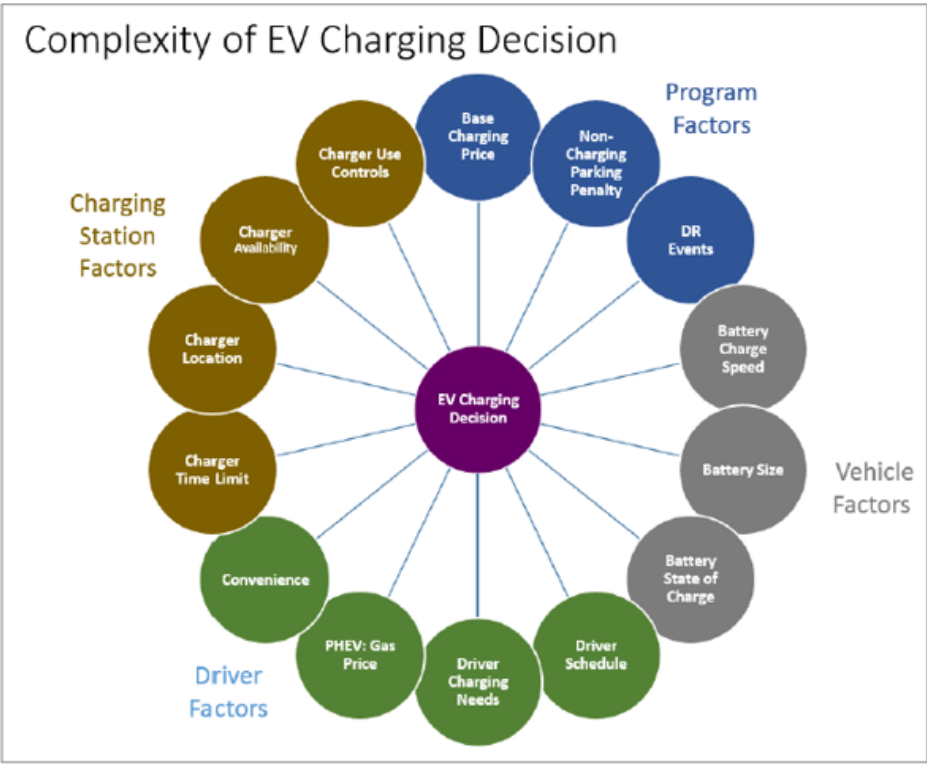 Complexity of EV Charging Decision
Program
Factors
Base
Charging
Price
Non-
Charging
Parking
Penalty
DR
Events
Battery
Charge
Speed
Battery Size
Battery
State of
Charge
Vehicle
Factors
Driver
Schedule
Driver
Charging
Needs
PHEV: Gas
Price
Convenience
Driver
Factors
Charger
Time Limit
Charger
Location
Charger
Availability
Charger Use
Controls
Charging
Station
Factors
EV Charging
Decision